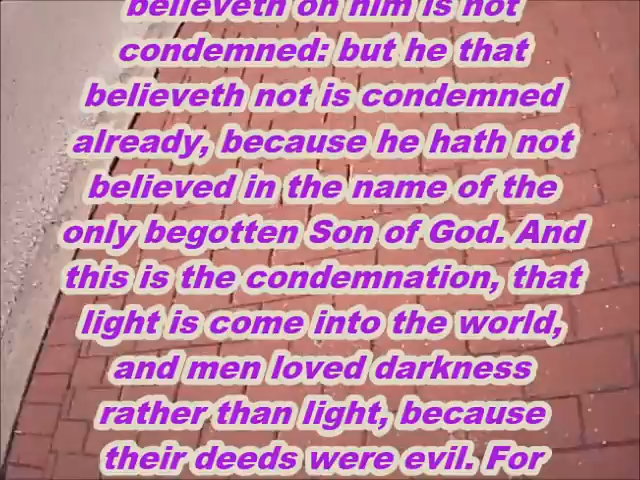 believeth on him is not
condemned: but he that
believeth not is condemned
already, because he hath not
believed in the name of the
only begotten Son of God. And
this is the condemnation, that
light is come into the world,
and men loved darkness
rather than light, because
their deeds were evil. For